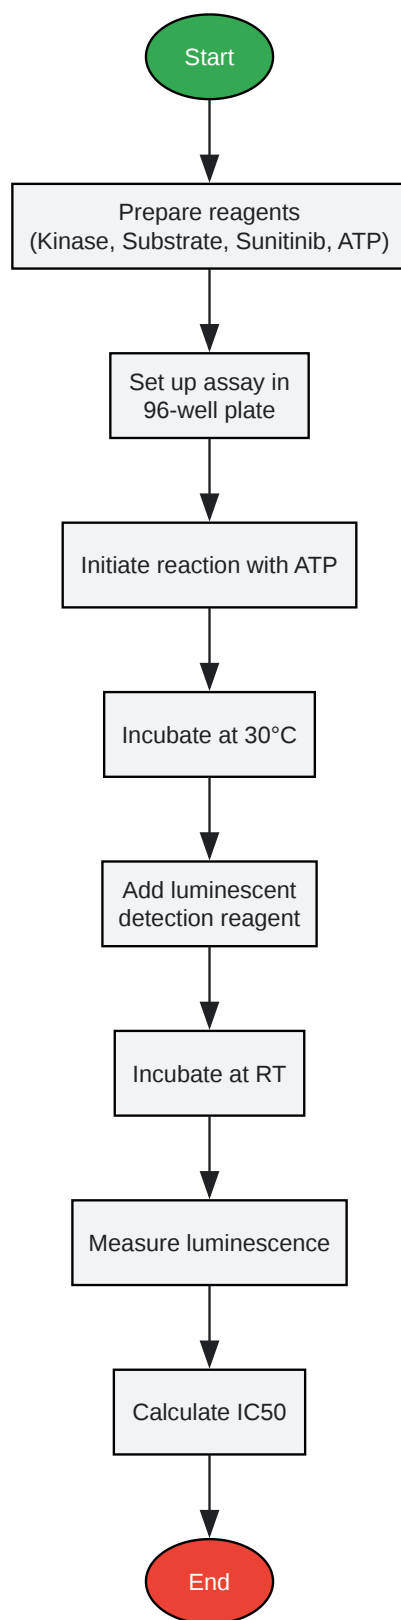 Start
Prepare reagents
(Kinase, Substrate, Sunitinib, ATP)
Set up assay in
96-well plate
Initiate reaction with ATP
Incubate at 30°C
Add luminescent
detection reagent
Incubate at RT
Measure luminescence
Calculate IC50
End